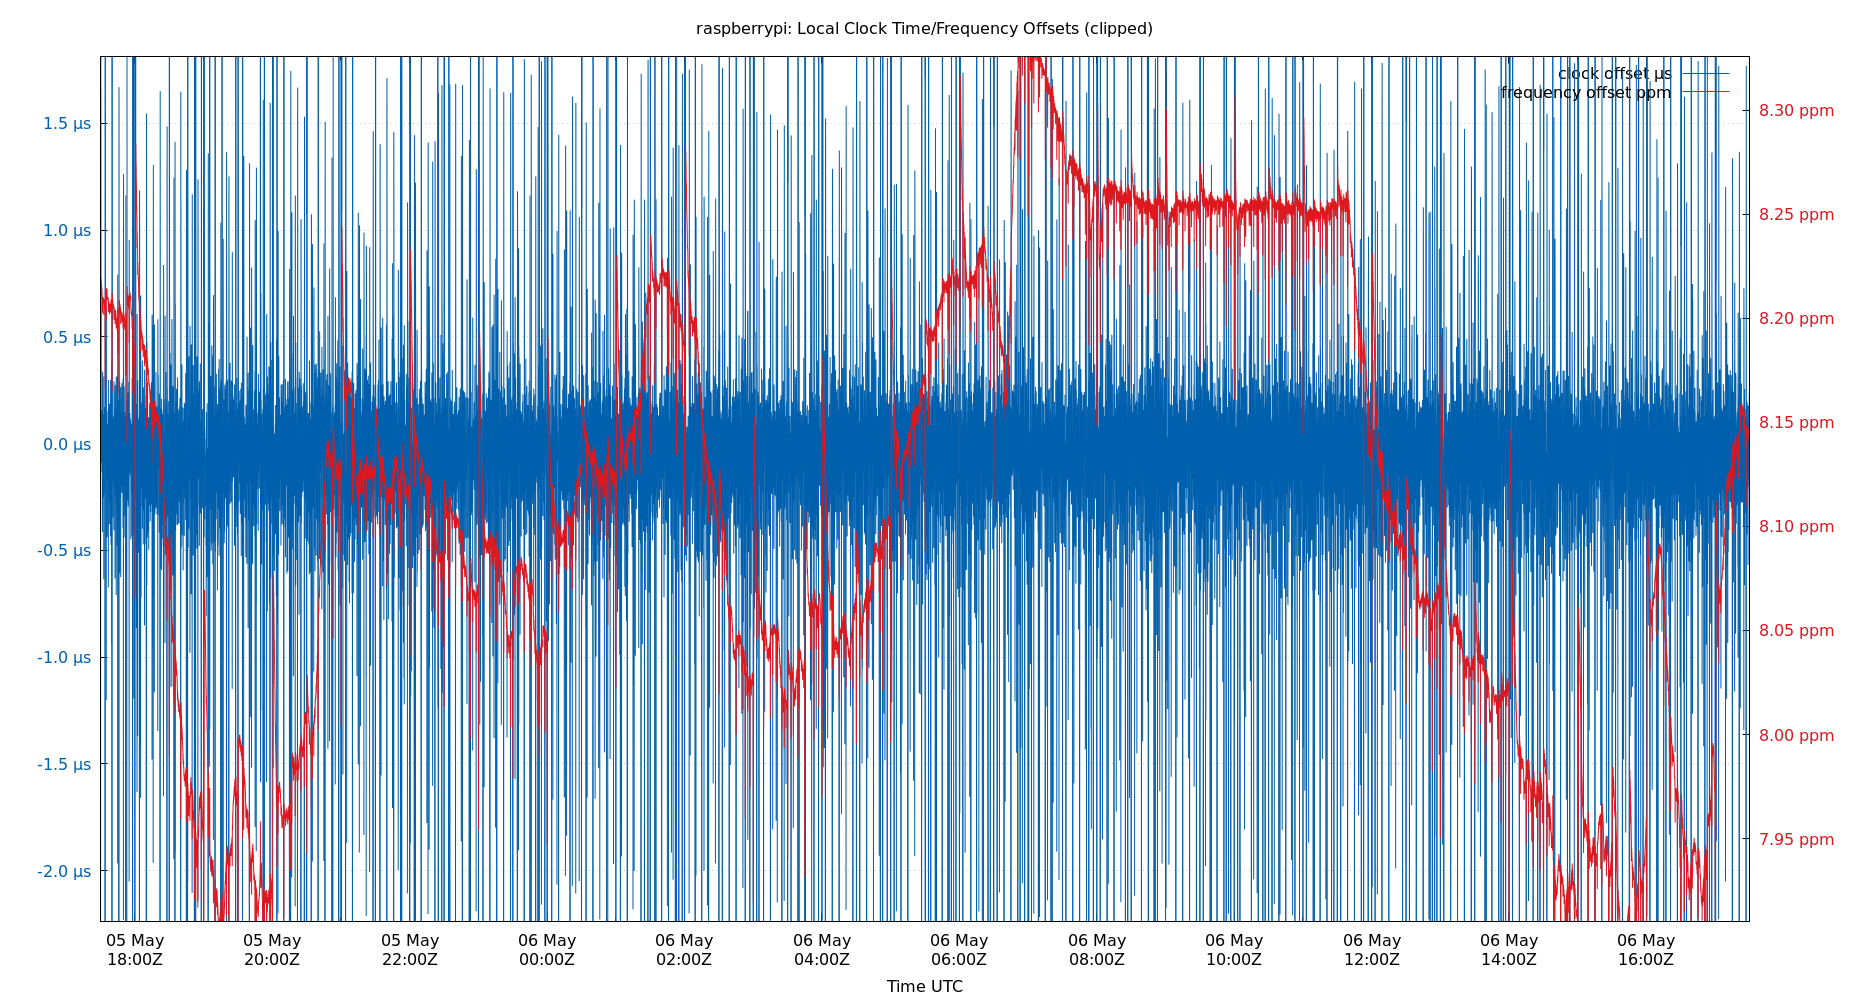 raspberrypi: Local Clock Time/Frequency Offsets (clipped)
clock offset µs
frequency offset ppm
1.5 µs
1.0 µs
0.5 µs
0.0 µs
-0.5 µs
-1.0 µs
-1.5 µs
-2.0 µs
8.30 ppm
8.25 ppm
8.20 ppm
8.15 ppm
8.10 ppm
8.05 ppm
8.00 ppm
7.95 ppm
05 May 05 May 05 May 06 May 06 May 06 May 06 May 06 May 06 May 06 May 06 May 06 May
18:00Z 20:00Z 22:00Z 00:00Z 02:00Z 04:00Z 06:00Z 08:00Z 10:00Z 12:00Z 14:00Z 16:00Z
Time UTC